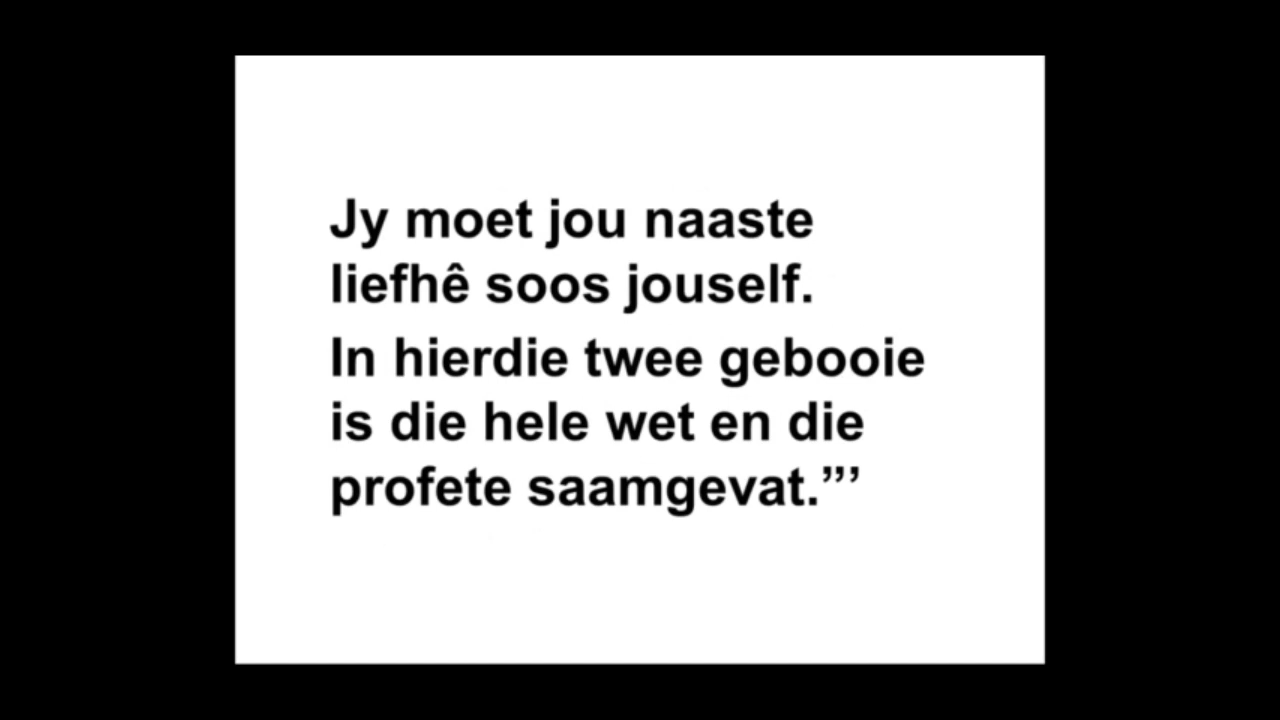 Jy moet jou naaste
liefhê soos jouself.
In hierdie twee gebooie
is die hele wet en die
profete saamgevat.”’